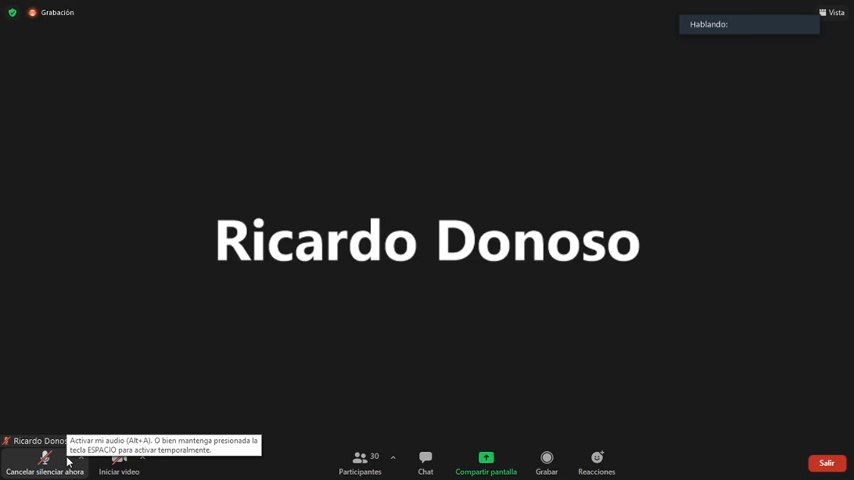 Grabación
Vista
Hablando:
Ricardo Donoso
Ricardo Donos
Activar mi audio (Alt+A). O bien mantenga presionada la
tecla ESPACIO para activar temporalmente.
Cancelar silenciar ahora
Iniciar video
30
Participantes
Chat
Compartir pantalla
Grabar
Reacciones
Salir